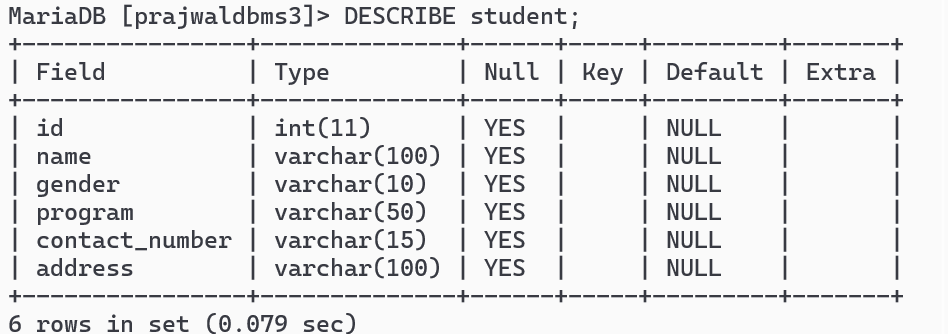 MariaDB [prajwaldbms3]> DESCRIBE student;
+----------------+--------------+------+-----+---------+-------+
| Field          | Type         | Null | Key | Default | Extra |
+----------------+--------------+------+-----+---------+-------+
| id             | int(11)      | YES  |     | NULL    |       |
| name           | varchar(100) | YES  |     | NULL    |       |
| gender         | varchar(10)  | YES  |     | NULL    |       |
| program        | varchar(50)  | YES  |     | NULL    |       |
| contact_number | varchar(15)  | YES  |     | NULL    |       |
| address        | varchar(100) | YES  |     | NULL    |       |
+----------------+--------------+------+-----+---------+-------+
6 rows in set (0.079 sec)